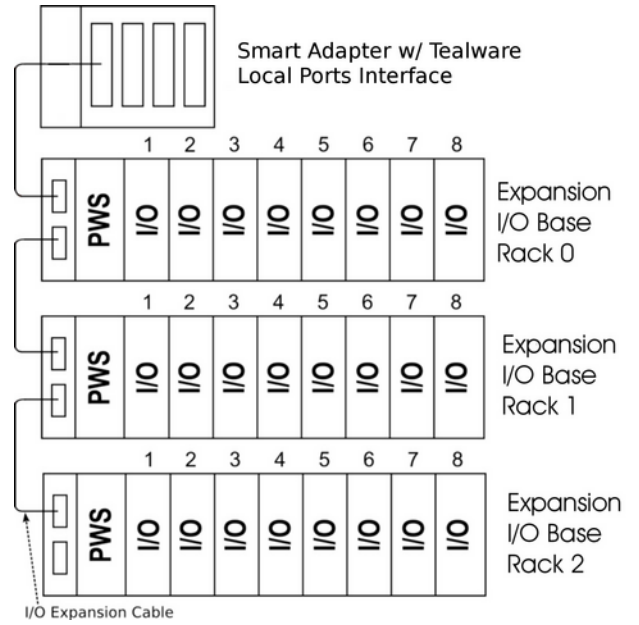 Smart Adapter w/ Tealware
Local Ports Interface
1 2 3 4 5 6 7 8
PWS I/O I/O I/O I/O I/O I/O I/O I/O
Expansion
I/O Base
Rack 0
1 2 3 4 5 6 7 8
PWS I/O I/O I/O I/O I/O I/O I/O I/O
Expansion
I/O Base
Rack 1
1 2 3 4 5 6 7 8
PWS I/O I/O I/O I/O I/O I/O I/O I/O
Expansion
I/O Base
Rack 2
I/O Expansion Cable